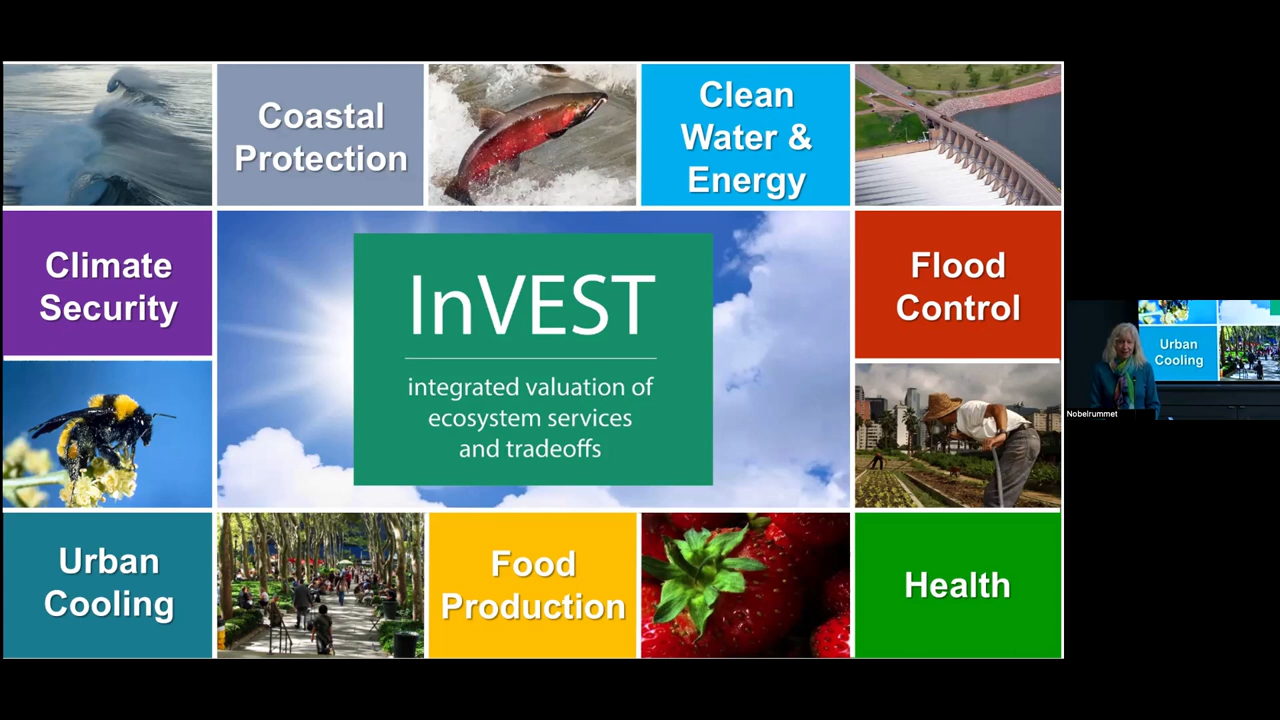 Coastal
Protection
Clean
Water &
Energy
Climate
Security
InVEST
integrated valuation of
ecosystem services
and tradeoffs
Flood
Control
Urban
Cooling
Nobelrummet
Urban
Cooling
Food
Production
Health